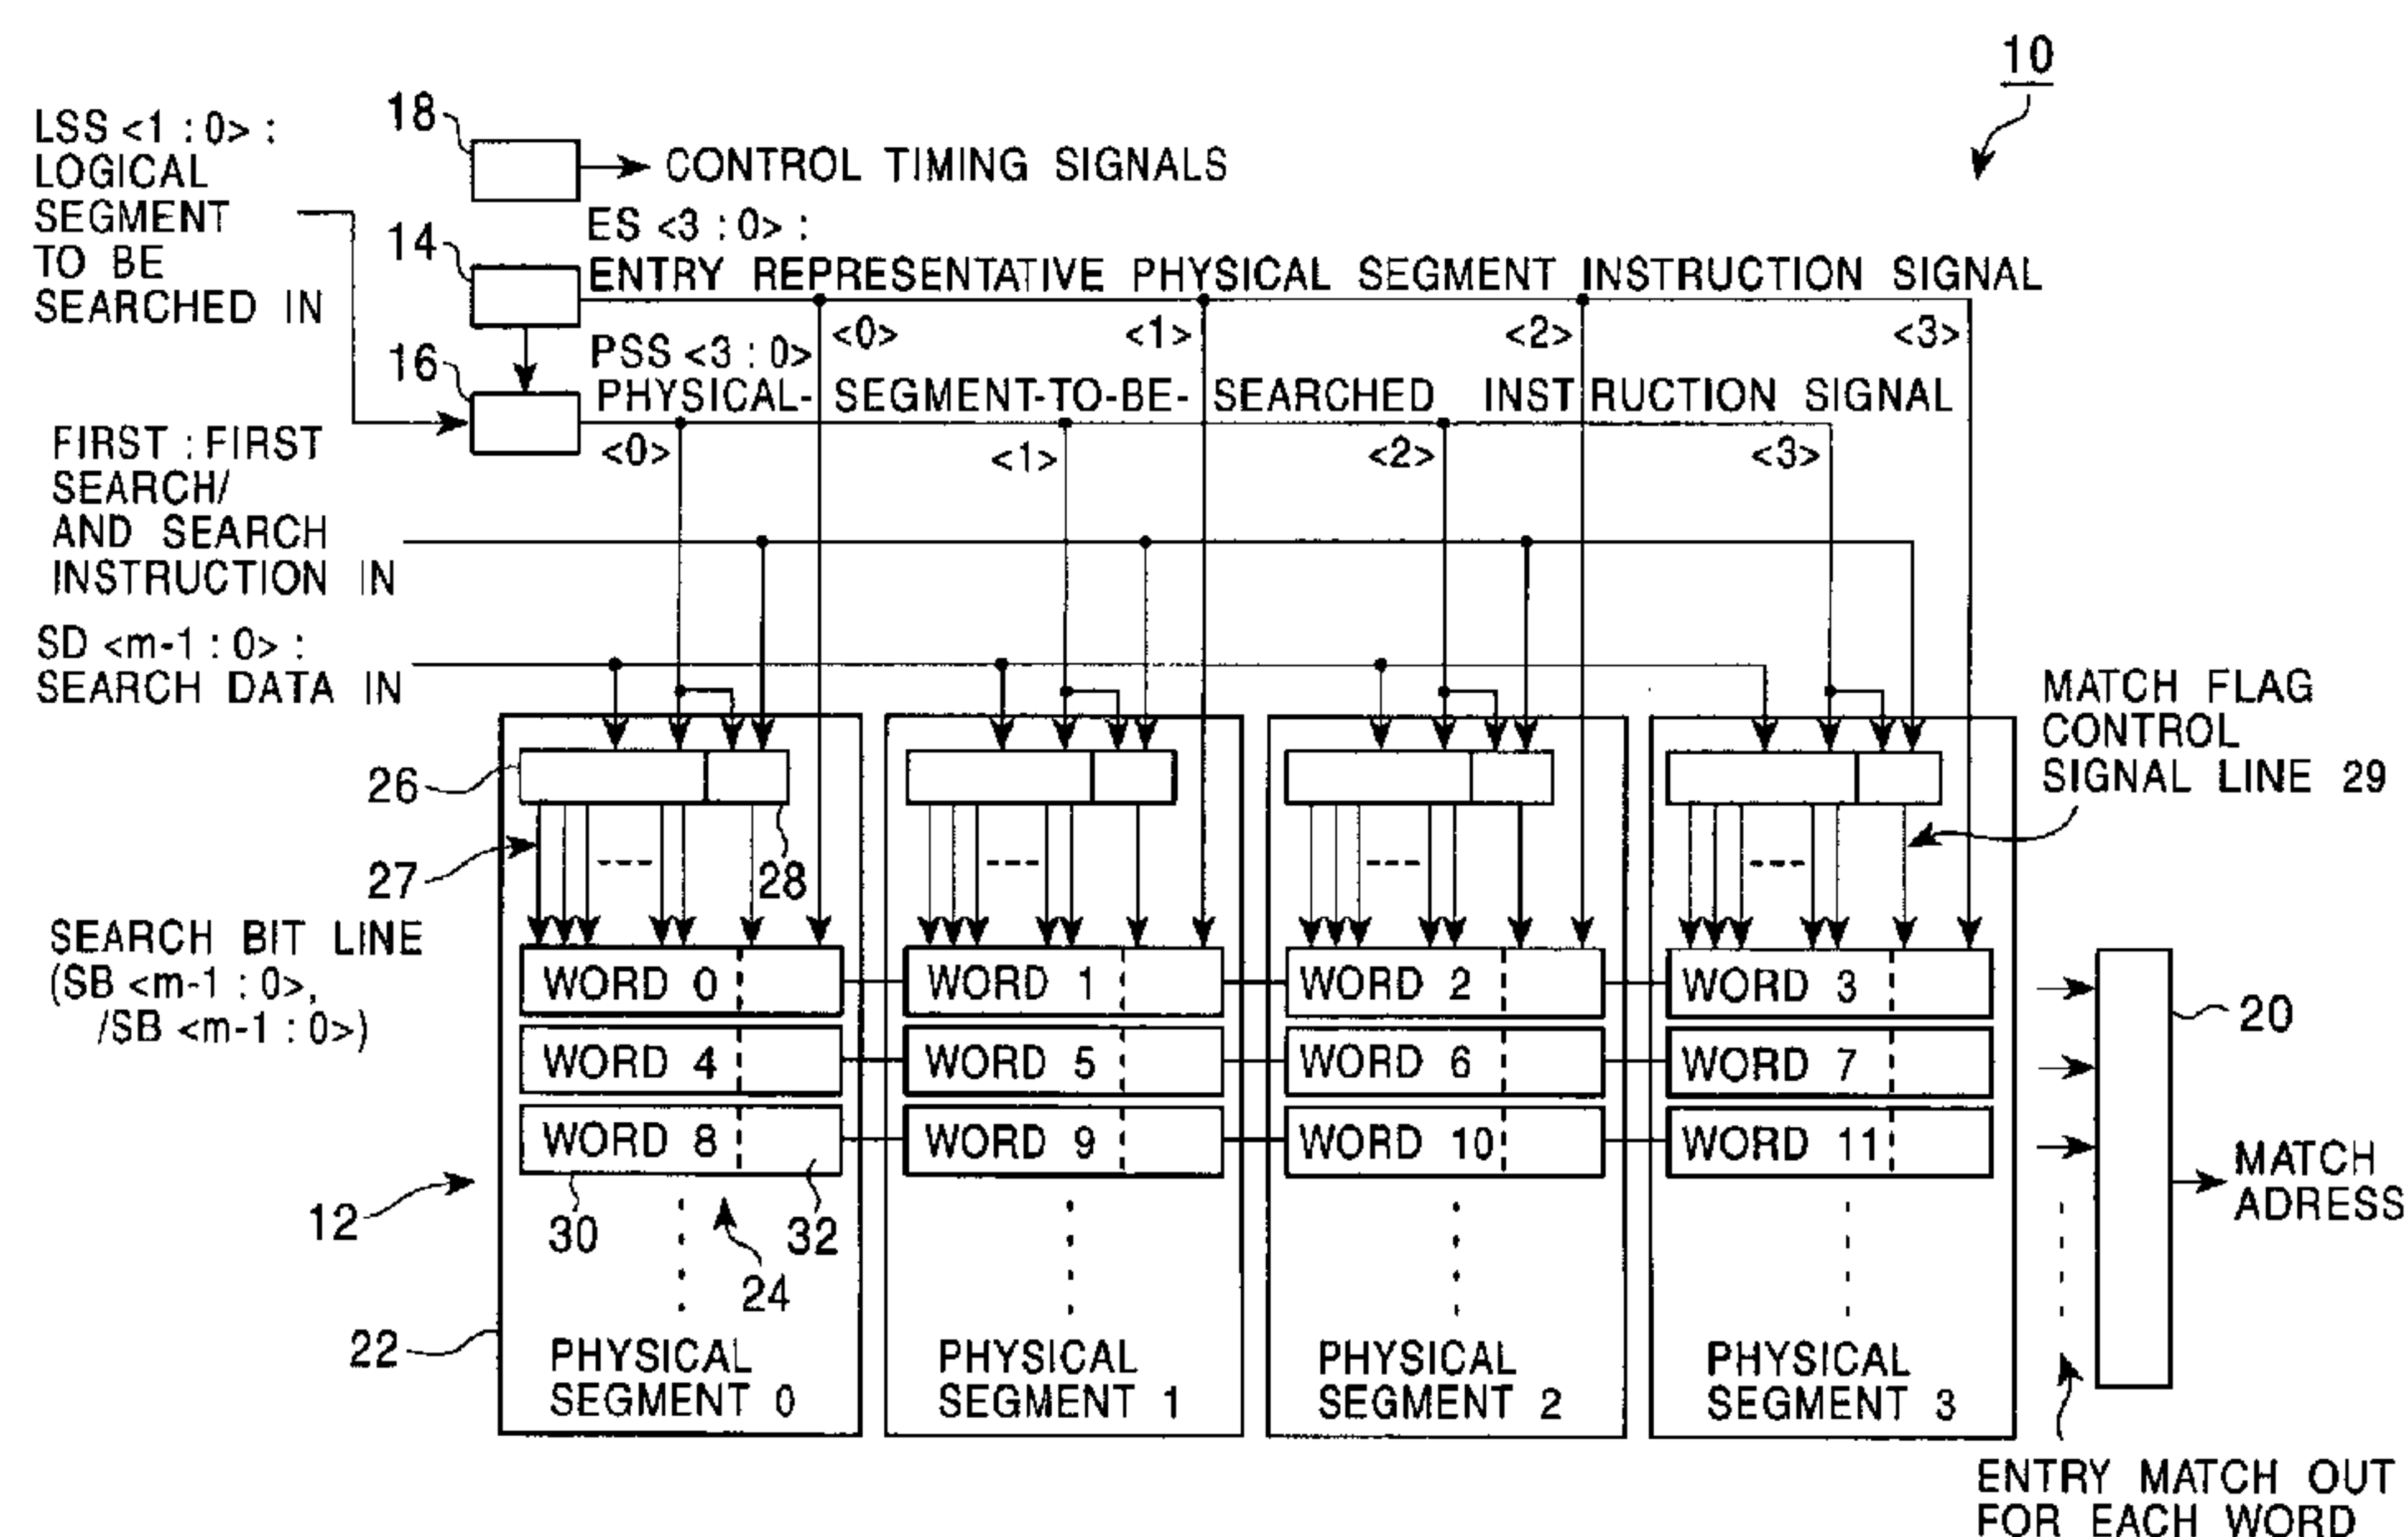 10
LSS <1 : 0> :
LOGICAL
SEGMENT
TO BE
SEARCHED IN
18
CONTROL TIMING SIGNALS
ES <3 : 0> :
14
ENTRY REPRESENTATIVE PHYSICAL SEGMENT INSTRUCTION SIGNAL
<0>
<1>
<2>
<3>
PSS <3 : 0>
16
PHYSICAL- SEGMENT-TO-BE- SEARCHED INSTRUCTION SIGNAL
<0>
<1>
<2>
<3>
FIRST : FIRST
SEARCH/
AND SEARCH
INSTRUCTION IN
SD <m-1 : 0> :
SEARCH DATA IN
MATCH FLAG
CONTROL
SIGNAL LINE 29
26
27
28
SEARCH BIT LINE
(SB <m-1 : 0>,
/SB <m-1 : 0>)
WORD 0
WORD 1
WORD 2
WORD 3
20
WORD 4
WORD 5
WORD 6
WORD 7
WORD 8
WORD 9
WORD 10
WORD 11
MATCH
ADRESS
12
30
32
24
22
PHYSICAL
SEGMENT 0
PHYSICAL
SEGMENT 1
PHYSICAL
SEGMENT 2
PHYSICAL
SEGMENT 3
ENTRY MATCH OUT
FOR EACH WORD